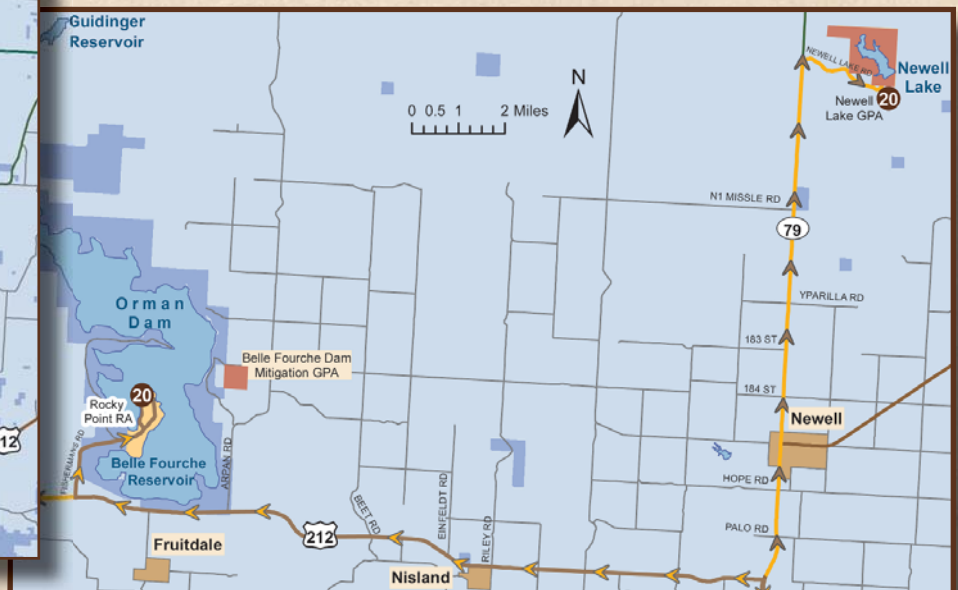 Guidinger
Reservoir
N
0 0.5 1 2 Miles
NEWELL LAKE RD
Newell
Lake
20
Newell
Lake GPA
N1 MISSLE RD
79
Orman
Dam
YPARILLA RD
183 ST
Belle Fourche Dam
Mitigation GPA
184 ST
20
Rocky
Point RA
Newell
12
FISHERMANS RD
Belle Fourche
Reservoir
ARPAN RD
HOPE RD
BEET RD
EINFELDT RD
RILEY RD
PALO RD
212
Fruitdale
Nisland